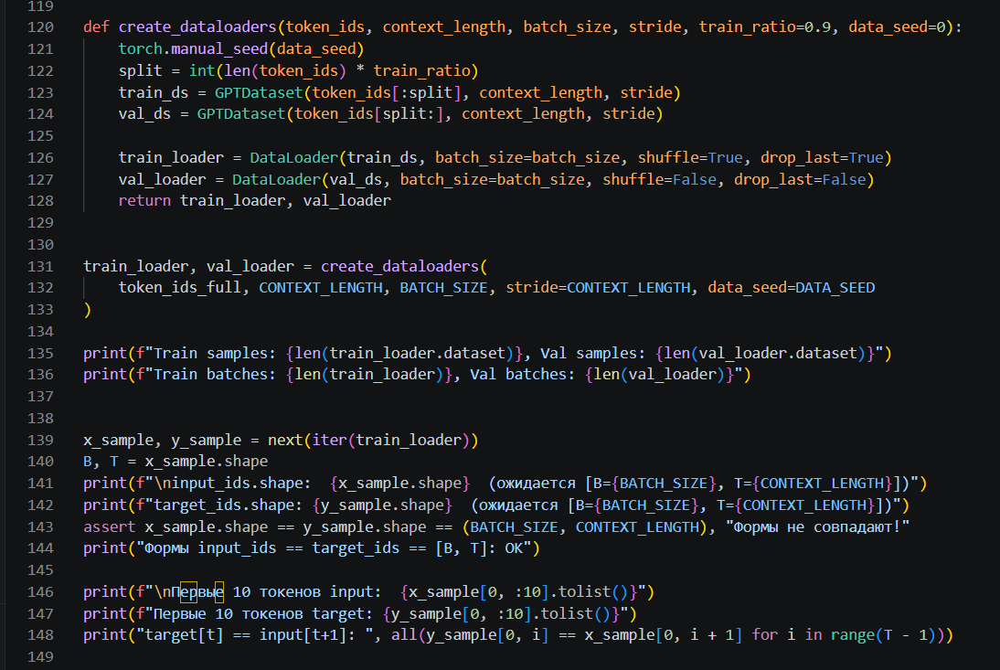 119
120 def create_dataloaders(token_ids, context_length, batch_size, stride, train_ratio=0.9, data_seed=0):
121     torch.manual_seed(data_seed)
122     split = int(len(token_ids) * train_ratio)
123     train_ds = GPTDataset(token_ids[:split], context_length, stride)
124     val_ds = GPTDataset(token_ids[split:], context_length, stride)
125
126     train_loader = DataLoader(train_ds, batch_size=batch_size, shuffle=True, drop_last=True)
127     val_loader = DataLoader(val_ds, batch_size=batch_size, shuffle=False, drop_last=False)
128     return train_loader, val_loader
129
130
131 train_loader, val_loader = create_dataloaders(
132     token_ids_full, CONTEXT_LENGTH, BATCH_SIZE, stride=CONTEXT_LENGTH, data_seed=DATA_SEED
133 )
134
135 print(f"Train samples: {len(train_loader.dataset)}, Val samples: {len(val_loader.dataset)}")
136 print(f"Train batches: {len(train_loader)}, Val batches: {len(val_loader)}")
137
138
139 x_sample, y_sample = next(iter(train_loader))
140 B, T = x_sample.shape
141 print(f"\ninput_ids.shape:  {x_sample.shape}  (ожидается [B={BATCH_SIZE}, T={CONTEXT_LENGTH}])")
142 print(f"target_ids.shape: {y_sample.shape}  (ожидается [B={BATCH_SIZE}, T={CONTEXT_LENGTH}])")
143 assert x_sample.shape == y_sample.shape == (BATCH_SIZE, CONTEXT_LENGTH), "Формы не совпадают!"
144 print("Формы input_ids == target_ids == [B, T]: OK")
145
146 print(f"\nПервые 10 токенов input:  {x_sample[0, :10].tolist()}")
147 print(f"Первые 10 токенов target: {y_sample[0, :10].tolist()}")
148 print("target[t] == input[t+1]: ", all(y_sample[0, i] == x_sample[0, i + 1] for i in range(T - 1)))
149